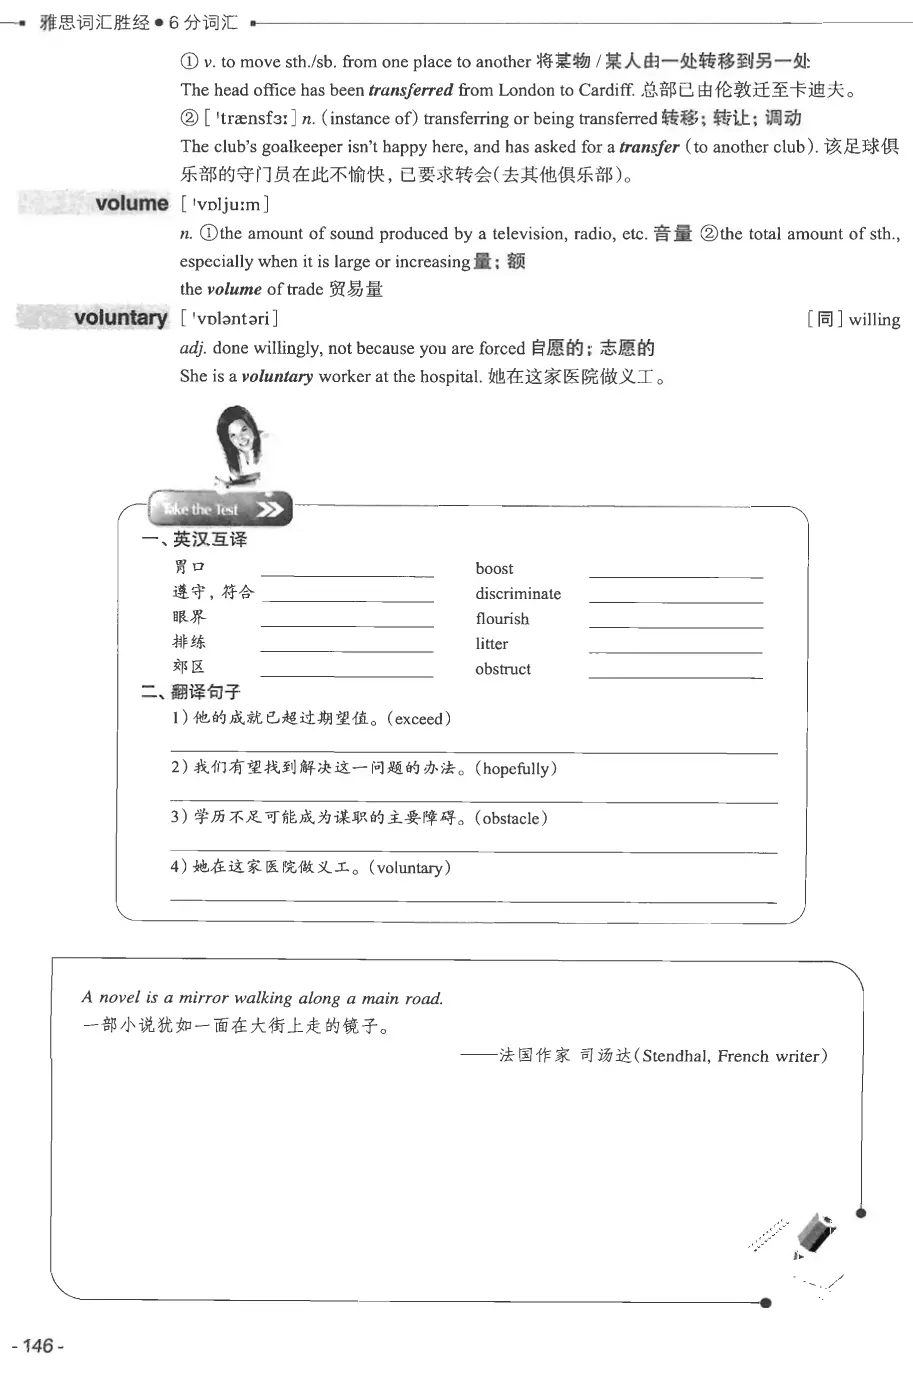 雅思词汇胜经●6分词汇
① v. to move sth./sb. from one place to another 将某物 / 某人由一处转移到另一处
The head office has been transferred from London to Cardiff. 总部已由伦敦迁至卡迪夫。
② [ ˈtrænsfɜː ] n. (instance of) transferring or being transferred 转移；转让；调动
The club's goalkeeper isn't happy here, and has asked for a transfer (to another club). 该足球俱
乐部的守门员在此不愉快，已要求转会(去其他俱乐部)。
volume [ ˈvɒljuːm ]
n. ①the amount of sound produced by a television, radio, etc. 音量 ②the total amount of sth.,
especially when it is large or increasing量；额
the volume of trade 贸易量
voluntary [ ˈvɒləntəri ] [同] willing
adj. done willingly, not because you are forced 自愿的；志愿的
She is a voluntary worker at the hospital. 她在这家医院做义工。
Take the Test
一、英汉互译
胃口 boost
遵守，符合 discriminate
眼界 flourish
排练 litter
郊区 obstruct
二、翻译句子
1) 他的成就已超过期望值。(exceed)
2) 我们有望找到解决这一问题的办法。(hopefully)
3) 学历不足可能成为谋职的主要障碍。(obstacle)
4) 她在这家医院做义工。(voluntary)
A novel is a mirror walking along a main road.
一部小说犹如一面在大街上走的镜子。
——法国作家 司汤达(Stendhal, French writer)
- 146 -